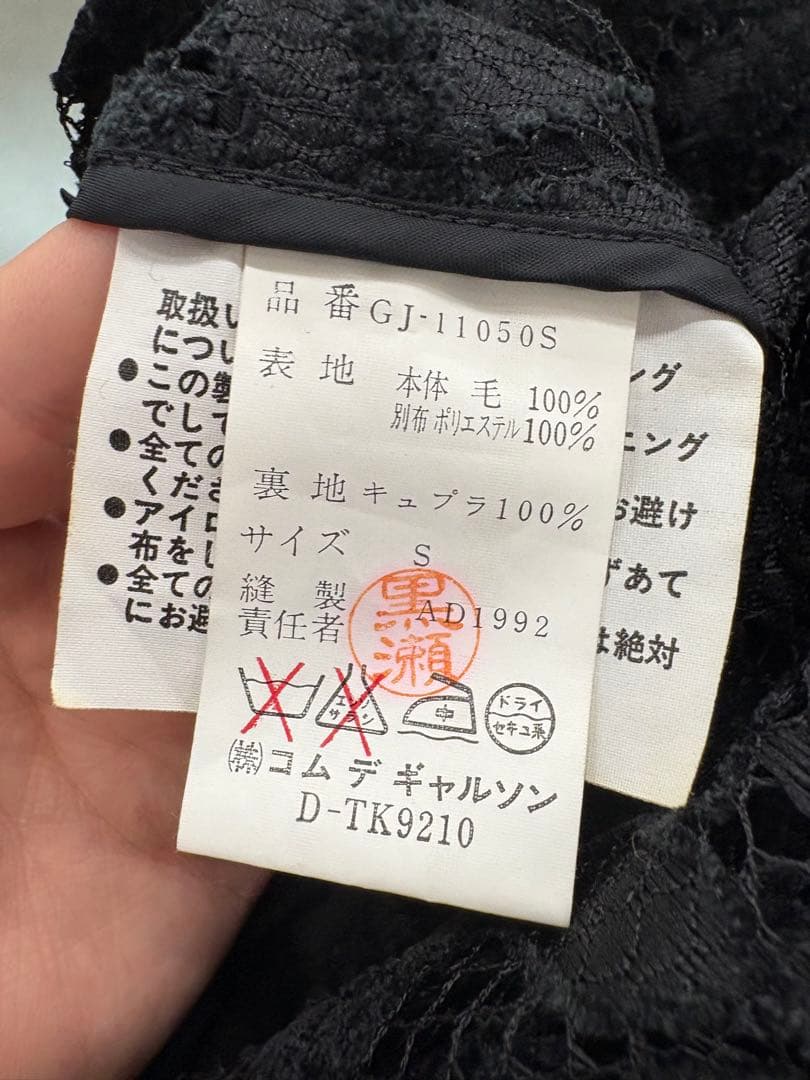 品番 GJ-11050S
表地 本体 毛 100%
別布 ポリエステル 100%
裏地 キュプラ 100%
サイズ S
縫製
責任者
黒瀬
AD1992
エンソ
サラシ
中
ドライ
セキユ系
㈱コム デ ギャルソン
D-TK9210
取扱い
につい
●この製
でして
●全ての
くださ
●アイロ
布をし
●全ての
にお避
ング
ニング
お避け
ずあて
は絶対